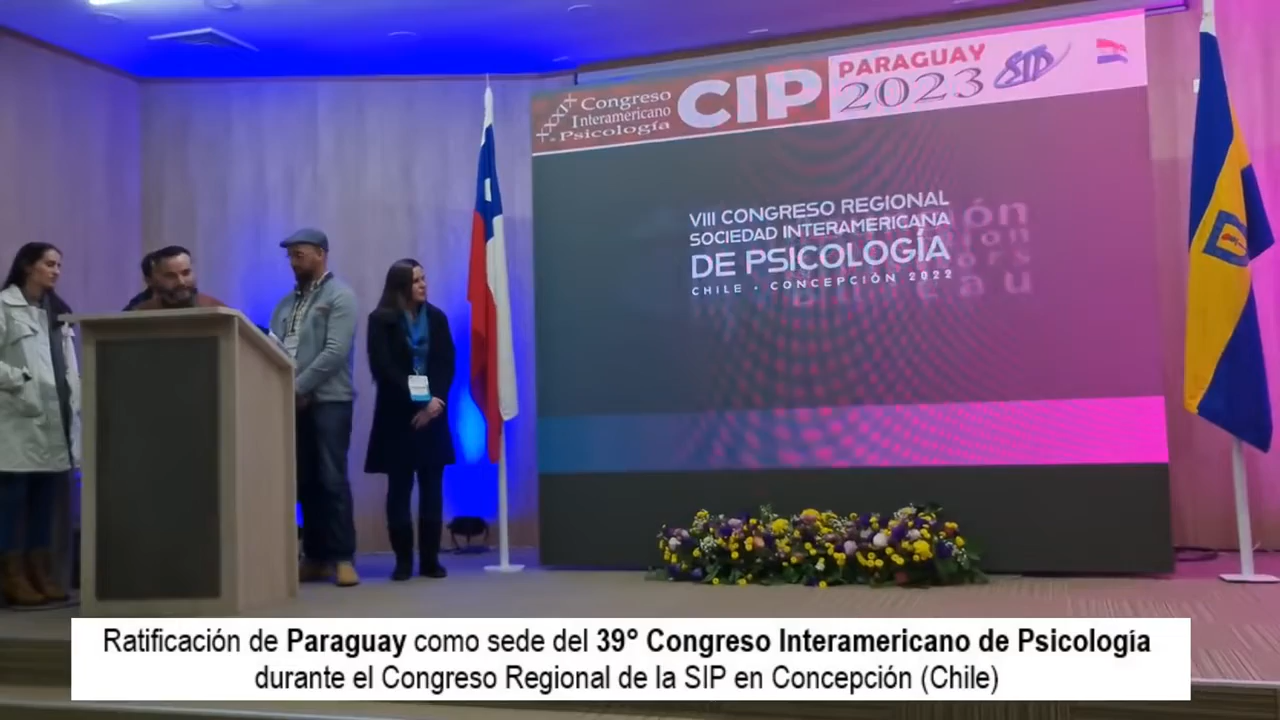 Congreso
Interamericano
Psicología
CIP
PARAGUAY
2023
SIP
VIII CONGRESO REGIONAL
SOCIEDAD INTERAMERICANA
DE PSICOLOGÍA
CHILE • CONCEPCIÓN 2022
Ratificación de Paraguay como sede del 39° Congreso Interamericano de Psicología
durante el Congreso Regional de la SIP en Concepción (Chile)